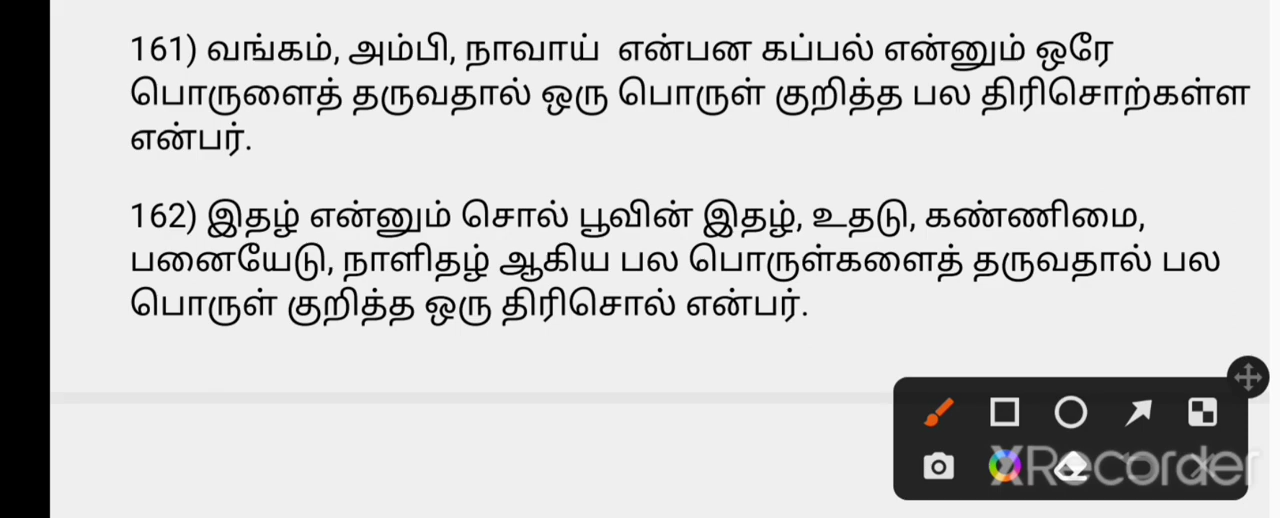 161) வங்கம், அம்பி, நாவாய்  என்பன கப்பல் என்னும் ஒரே
பொருளைத் தருவதால் ஒரு பொருள் குறித்த பல திரிசொற்கள்ள
என்பர்.
162) இதழ் என்னும் சொல் பூவின் இதழ், உதடு, கண்ணிமை,
பனையேடு, நாளிதழ் ஆகிய பல பொருள்களைத் தருவதால் பல
பொருள் குறித்த ஒரு திரிசொல் என்பர்.
XRecorder